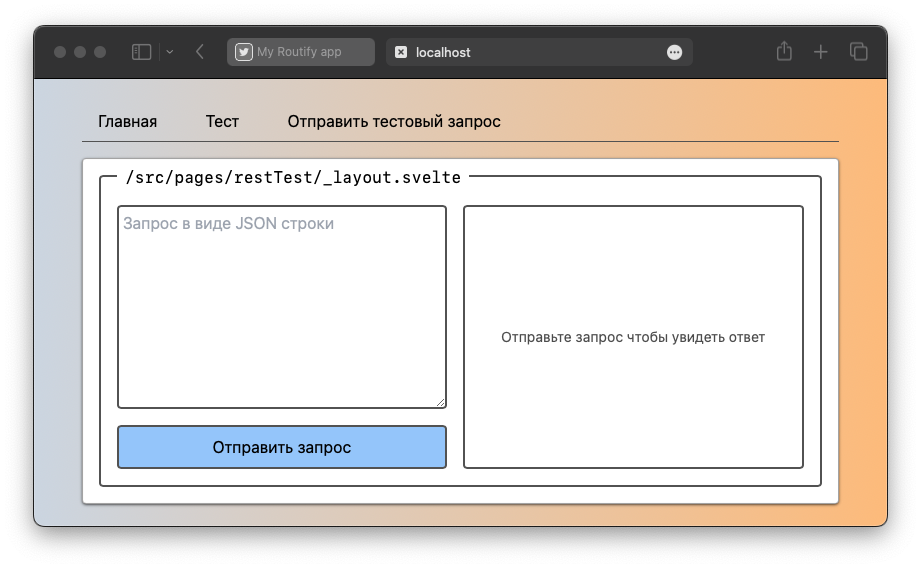 My Routify app
localhost
Главная
Тест
Отправить тестовый запрос
/src/pages/restTest/_layout.svelte
Запрос в виде JSON строки
Отправьте запрос чтобы увидеть ответ
Отправить запрос